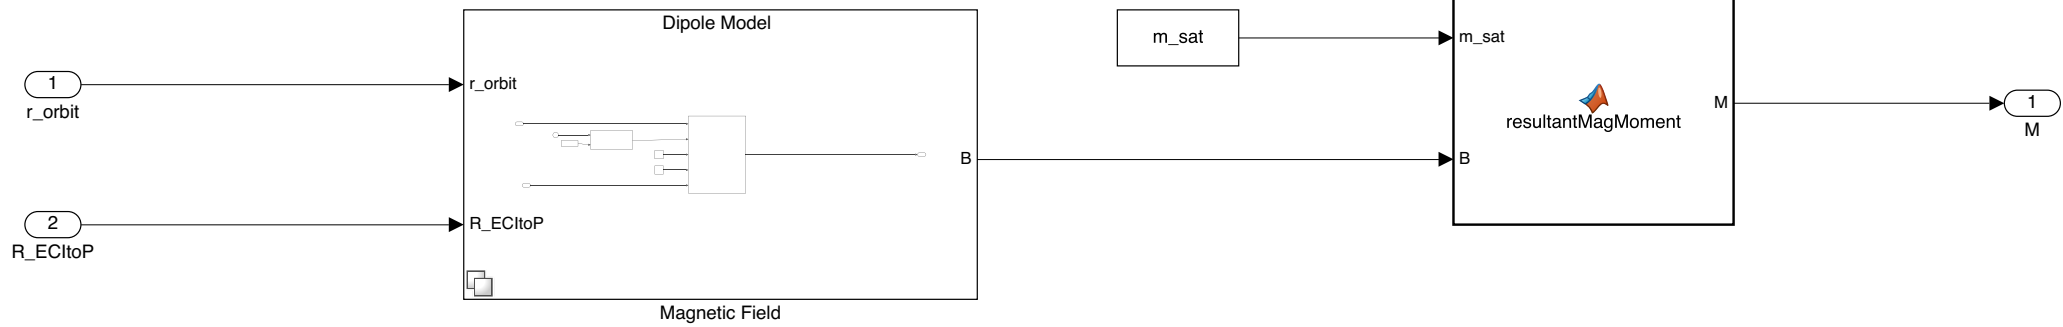 Dipole Model
m_sat
m_sat
1
r_orbit
r_orbit
M
1
M
resultantMagMoment
B
B
2
R_ECItoP
R_ECItoP
Magnetic Field